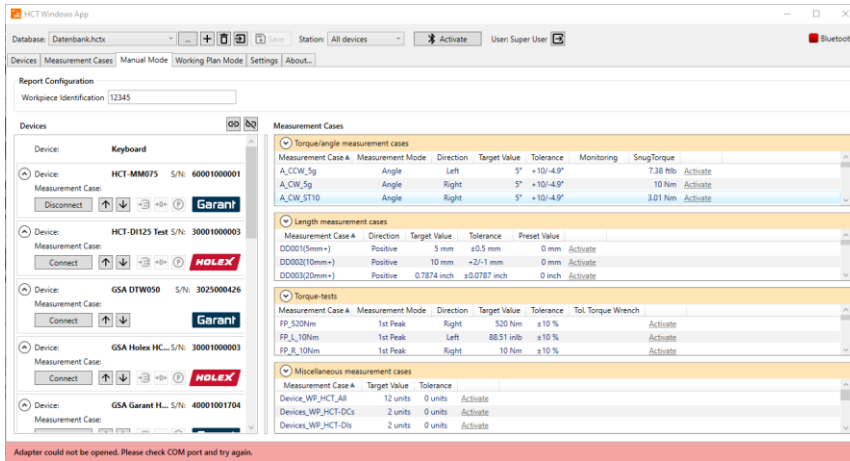 HCT Windows App
Database: Datenbank.hctx ... Save Station: All devices Activate User: Super User Bluetoot
Devices Measurement Cases Manual Mode Working Plan Mode Settings About...
Report Configuration
Workpiece Identification 12345
Devices
Device: Keyboard
Device: HCT-MM075 S/N: 60001000001
Measurement Case:
Disconnect +0+ P Garant
Device: HCT-DI125 Test S/N: 30001000003
Measurement Case:
Connect +0+ P HOLEX
Device: GSA DTW050 S/N: 3025000426
Measurement Case:
Connect Garant
Device: GSA Holex HC... S/N: 30001000003
Measurement Case:
Connect +0+ P HOLEX
Device: GSA Garant H... S/N: 40001001704
Measurement Case:
Measurement Cases
Torque/angle measurement cases
Measurement Case Measurement Mode Direction Target Value Tolerance Monitoring SnugTorque
A_CCW_5g Angle Left 5° +10/-4.9° 7.38 ftlb Activate
A_CW_5g Angle Right 5° +10/-4.9° 10 Nm Activate
A_CW_ST10 Angle Right 5° +10/-4.9° 3.01 Nm Activate
Length measurement cases
Measurement Case Direction Target Value Tolerance Preset Value
DD001(5mm+) Positive 5 mm ±0.5 mm 0 mm Activate
DD002(10mm+) Positive 10 mm +2/-1 mm 0 mm Activate
DD003(20mm+) Positive 0.7874 inch ±0.0787 inch 0 inch Activate
Torque-tests
Measurement Case Measurement Mode Direction Target Value Tolerance Tol. Torque Wrench
FP_520Nm 1st Peak Right 520 Nm ±10 % Activate
FP_L_10Nm 1st Peak Left 88.51 inlb ±10 % Activate
FP_R_10Nm 1st Peak Right 10 Nm ±10 % Activate
Miscellaneous measurement cases
Measurement Case Target Value Tolerance
Device_WP_HCT_All 12 units 0 units Activate
Devices_WP_HCT-DCs 2 units 0 units Activate
Devices_WP_HCT-DIs 2 units 0 units Activate
Adapter could not be opened. Please check COM port and try again.